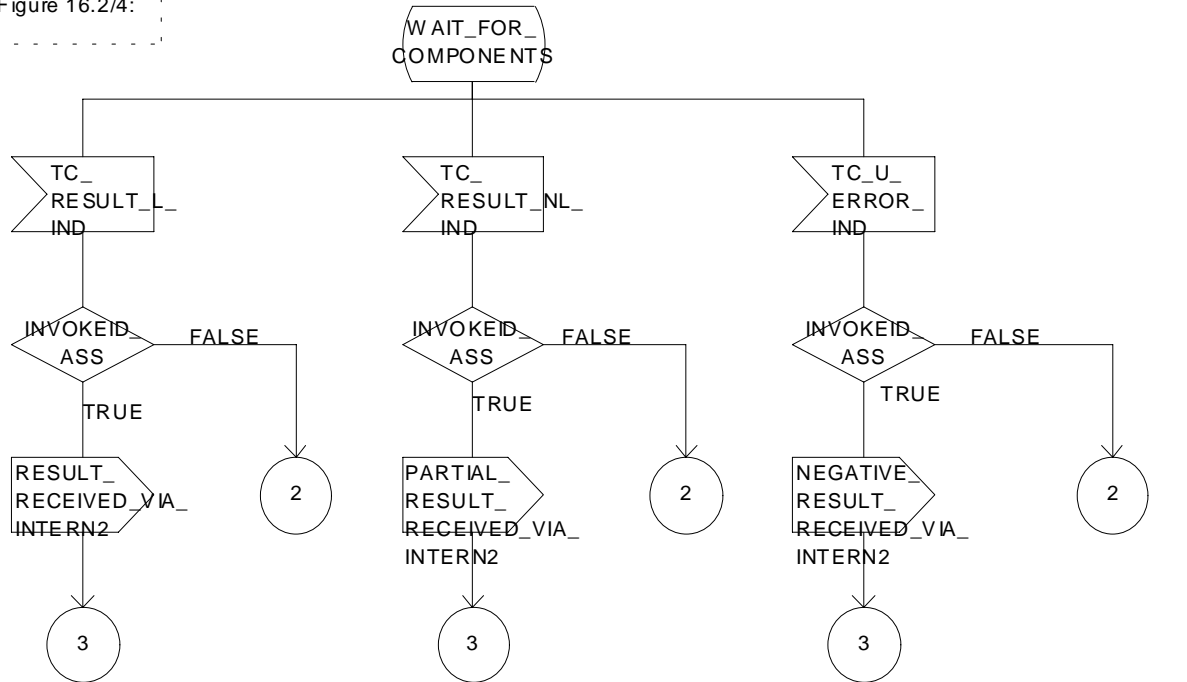 Figure 16.2/4:
WAIT_FOR_
COMPONENTS
TC_
RESULT_L_
IND
TC_
RESULT_NL_
IND
TC_U_
ERROR_
IND
INVOKEID_
ASS
FALSE
TRUE
INVOKEID_
ASS
FALSE
TRUE
INVOKEID_
ASS
FALSE
TRUE
RESULT_
RECEIVED_VIA_
INTERN2
2
PARTIAL_
RESULT_
RECEIVED_VIA_
INTERN2
2
NEGATIVE_
RESULT_
RECEIVED_VIA_
INTERN2
2
3
3
3